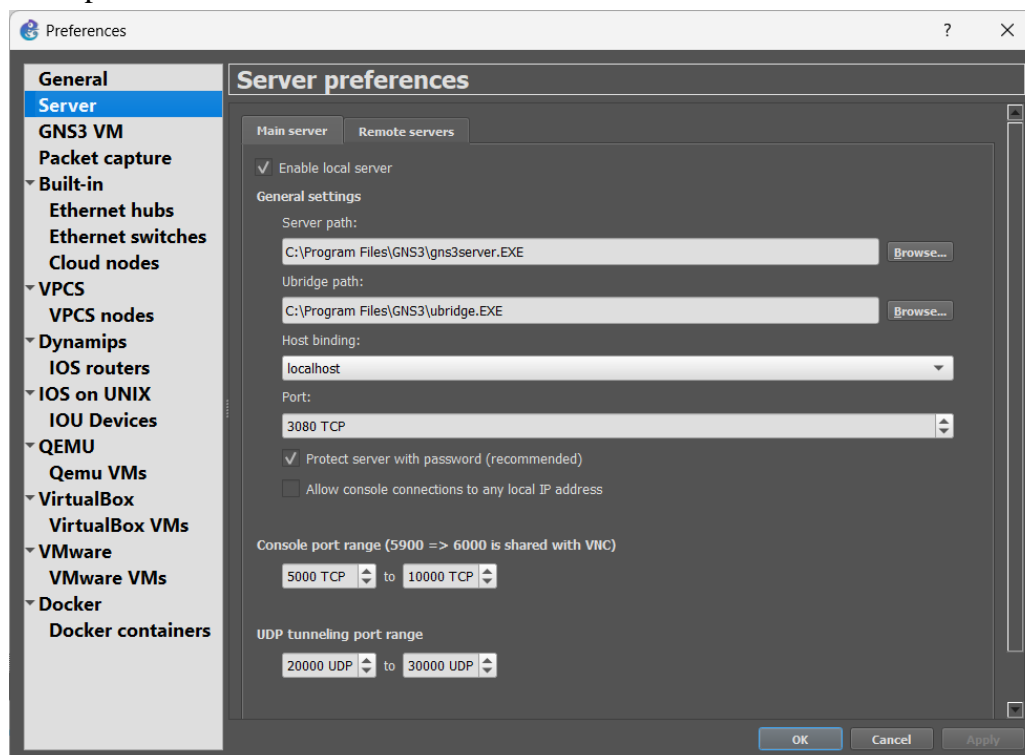 Preferences
?
General
Server
GNS3 VM
Packet capture
Built-in
Ethernet hubs
Ethernet switches
Cloud nodes
VPCS
VPCS nodes
Dynamips
IOS routers
IOS on UNIX
IOU Devices
QEMU
Qemu VMs
VirtualBox
VirtualBox VMs
VMware
VMware VMs
Docker
Docker containers
Server preferences
Main server Remote servers
Enable local server
General settings
Server path:
C:\Program Files\GNS3\gns3server.EXE Browse...
Ubridge path:
C:\Program Files\GNS3\ubridge.EXE Browse...
Host binding:
localhost
Port:
3080 TCP
Protect server with password (recommended)
Allow console connections to any local IP address
Console port range (5900 => 6000 is shared with VNC)
5000 TCP to 10000 TCP
UDP tunneling port range
20000 UDP to 30000 UDP
OK Cancel Apply